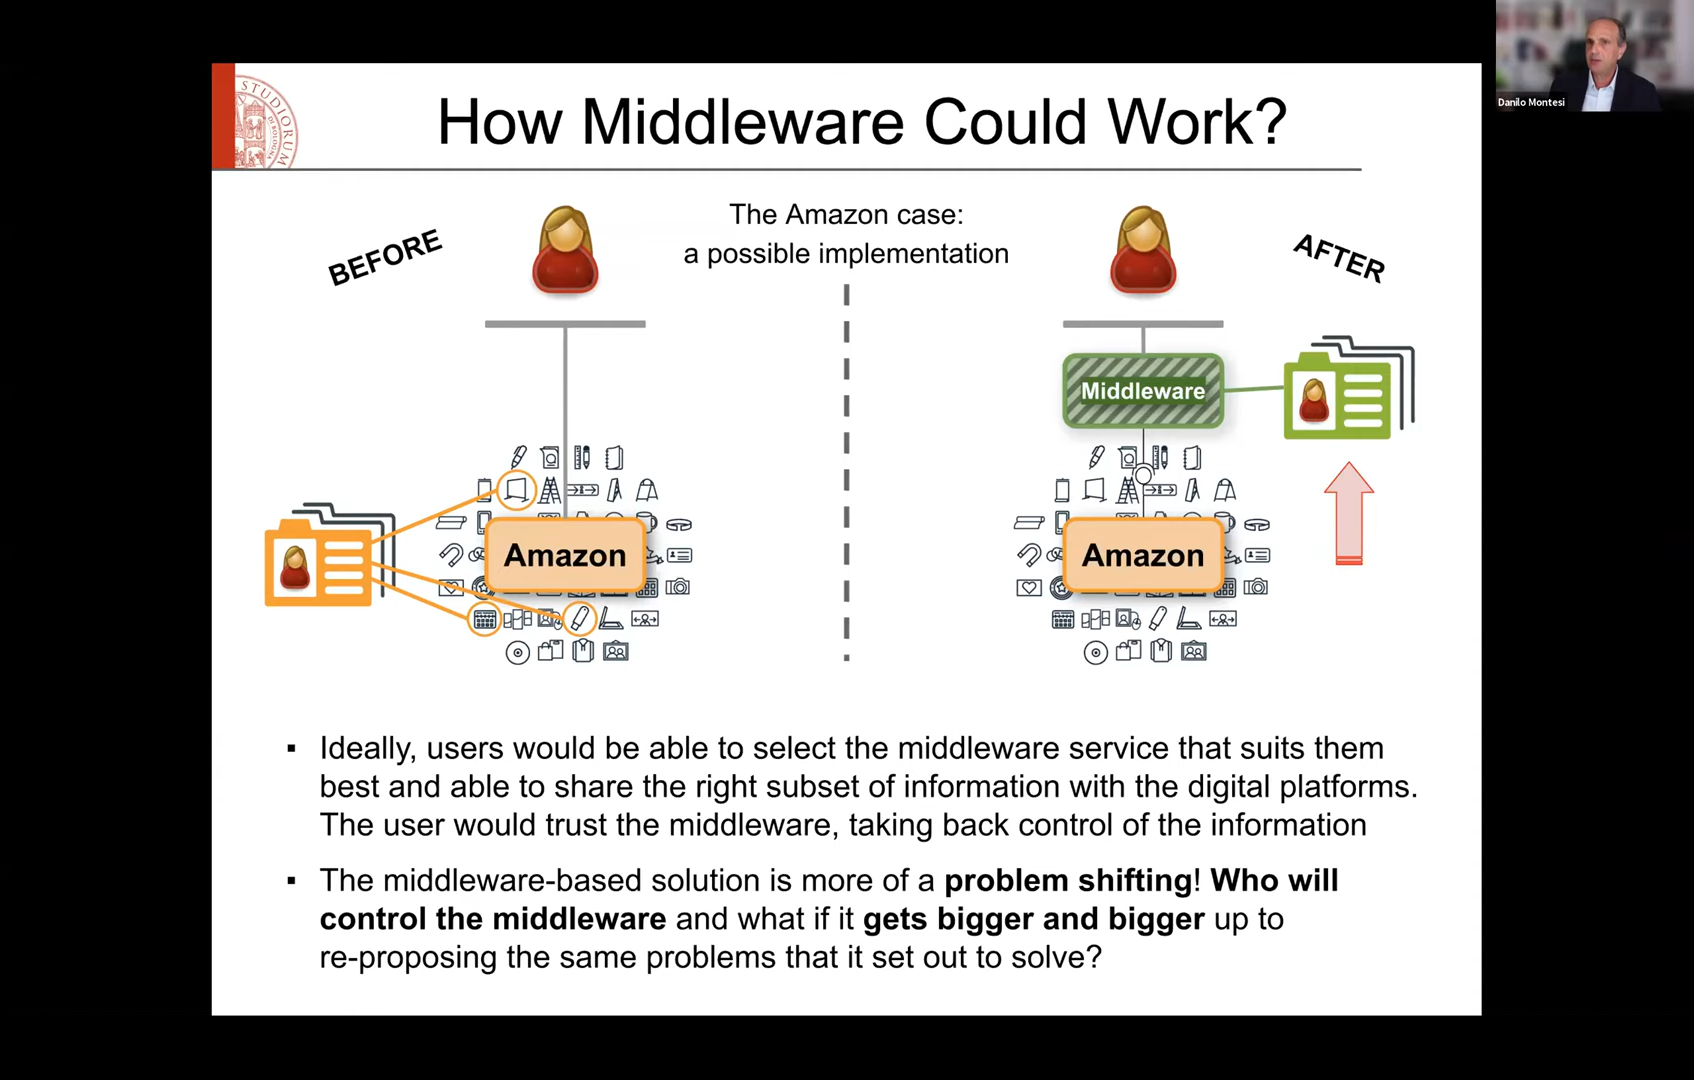 Danilo Montesi
STUDIORUM
How Middleware Could Work?
The Amazon case:
a possible implementation
BEFORE
AFTER
Middleware
Amazon
Amazon
▪ Ideally, users would be able to select the middleware service that suits them
best and able to share the right subset of information with the digital platforms.
The user would trust the middleware, taking back control of the information
▪ The middleware-based solution is more of a problem shifting! Who will
control the middleware and what if it gets bigger and bigger up to
re-proposing the same problems that it set out to solve?